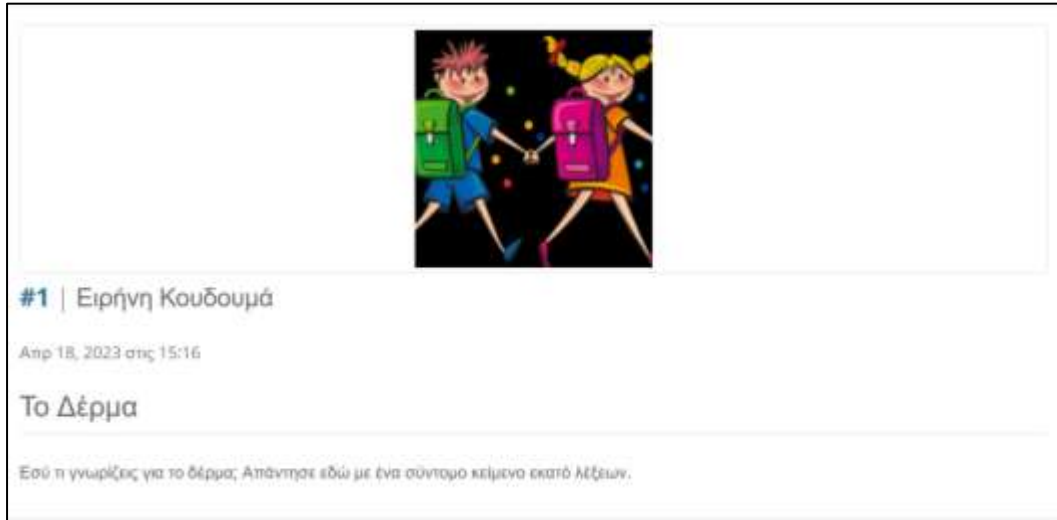 #1 | Ειρήνη Κουδουμά
Απρ 18, 2023 στις 15:16
Το Δέρμα
Εσύ τι γνωρίζεις για το δέρμα; Απάντησε εδώ με ένα σύντομο κείμενο εκατό λέξεων.